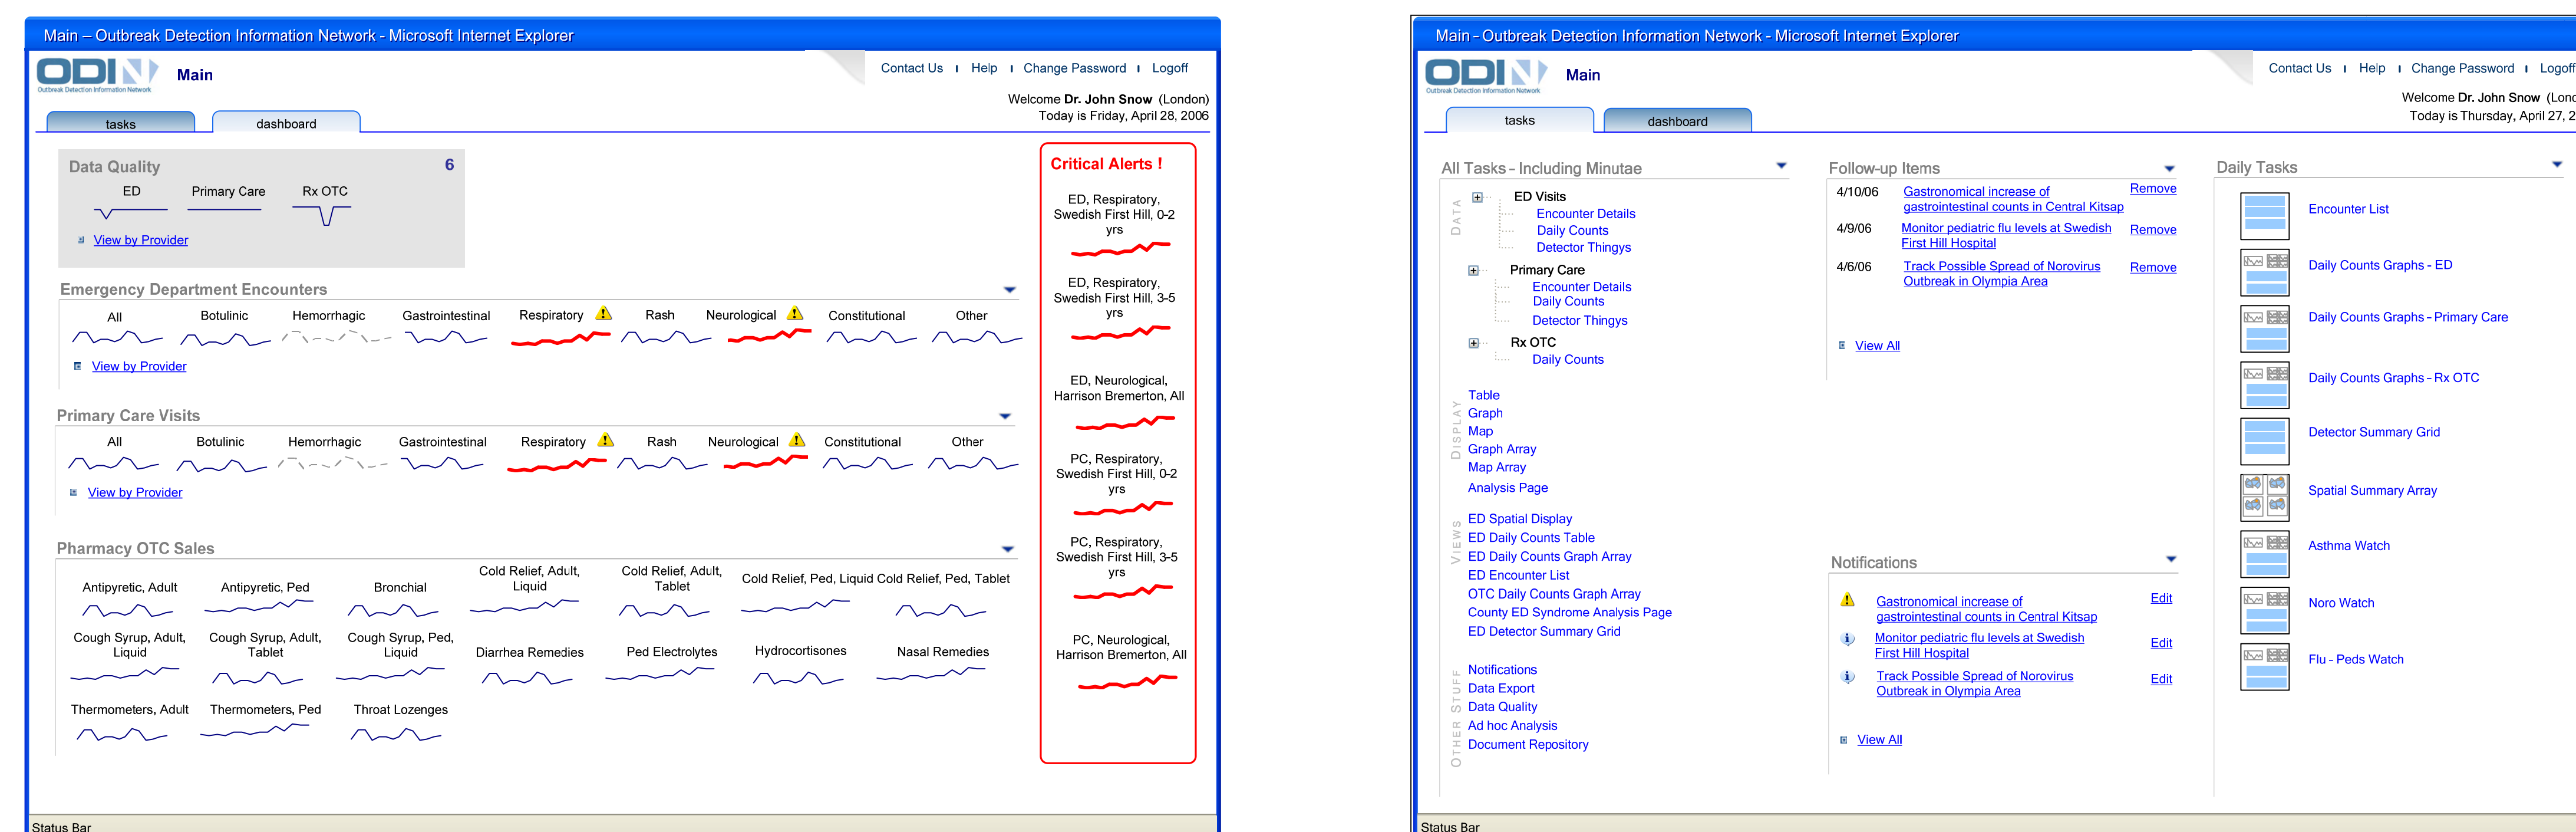 Main – Outbreak Detection Information Network - Microsoft Internet Explorer
ODIN
Outbreak Detection Information Network
Main
Contact Us | Help | Change Password | Logoff
Welcome Dr. John Snow (London)
Today is Friday, April 28, 2006
tasks
dashboard
Data Quality
6
ED
Primary Care
Rx OTC
View by Provider
Emergency Department Encounters
All
Botulinic
Hemorrhagic
Gastrointestinal
Respiratory
Rash
Neurological
Constitutional
Other
View by Provider
Primary Care Visits
All
Botulinic
Hemorrhagic
Gastrointestinal
Respiratory
Rash
Neurological
Constitutional
Other
View by Provider
Pharmacy OTC Sales
Antipyretic, Adult
Antipyretic, Ped
Bronchial
Cold Relief, Adult,
Liquid
Cold Relief, Adult,
Tablet
Cold Relief, Ped, Liquid
Cold Relief, Ped, Tablet
Cough Syrup, Adult,
Liquid
Cough Syrup, Adult,
Tablet
Cough Syrup, Ped,
Liquid
Diarrhea Remedies
Ped Electrolytes
Hydrocortisones
Nasal Remedies
Thermometers, Adult
Thermometers, Ped
Throat Lozenges
Critical Alerts !
ED, Respiratory,
Swedish First Hill, 0-2
yrs
ED, Respiratory,
Swedish First Hill, 3-5
yrs
ED, Neurological,
Harrison Bremerton, All
PC, Respiratory,
Swedish First Hill, 0-2
yrs
PC, Respiratory,
Swedish First Hill, 3-5
yrs
PC, Neurological,
Harrison Bremerton, All
Status Bar
Main - Outbreak Detection Information Network - Microsoft Internet Explorer
ODIN
Outbreak Detection Information Network
Main
Contact Us | Help | Change Password | Logoff
Welcome Dr. John Snow (Lond
Today is Thursday, April 27, 2
tasks
dashboard
All Tasks - Including Minutae
DATA
ED Visits
Encounter Details
Daily Counts
Detector Thingys
Primary Care
Encounter Details
Daily Counts
Detector Thingys
Rx OTC
Daily Counts
DISPLAY
Table
Graph
Map
Graph Array
Map Array
Analysis Page
VIEWS
ED Spatial Display
ED Daily Counts Table
ED Daily Counts Graph Array
ED Encounter List
OTC Daily Counts Graph Array
County ED Syndrome Analysis Page
ED Detector Summary Grid
OTHER STUFF
Notifications
Data Export
Data Quality
Ad hoc Analysis
Document Repository
Follow-up Items
4/10/06 Gastronomical increase of Remove
gastrointestinal counts in Central Kitsap
4/9/06 Monitor pediatric flu levels at Swedish Remove
First Hill Hospital
4/6/06 Track Possible Spread of Norovirus Remove
Outbreak in Olympia Area
View All
Notifications
Gastronomical increase of Edit
gastrointestinal counts in Central Kitsap
Monitor pediatric flu levels at Swedish Edit
First Hill Hospital
Track Possible Spread of Norovirus Edit
Outbreak in Olympia Area
View All
Daily Tasks
Encounter List
Daily Counts Graphs - ED
Daily Counts Graphs - Primary Care
Daily Counts Graphs - Rx OTC
Detector Summary Grid
Spatial Summary Array
Asthma Watch
Noro Watch
Flu - Peds Watch
Status Bar